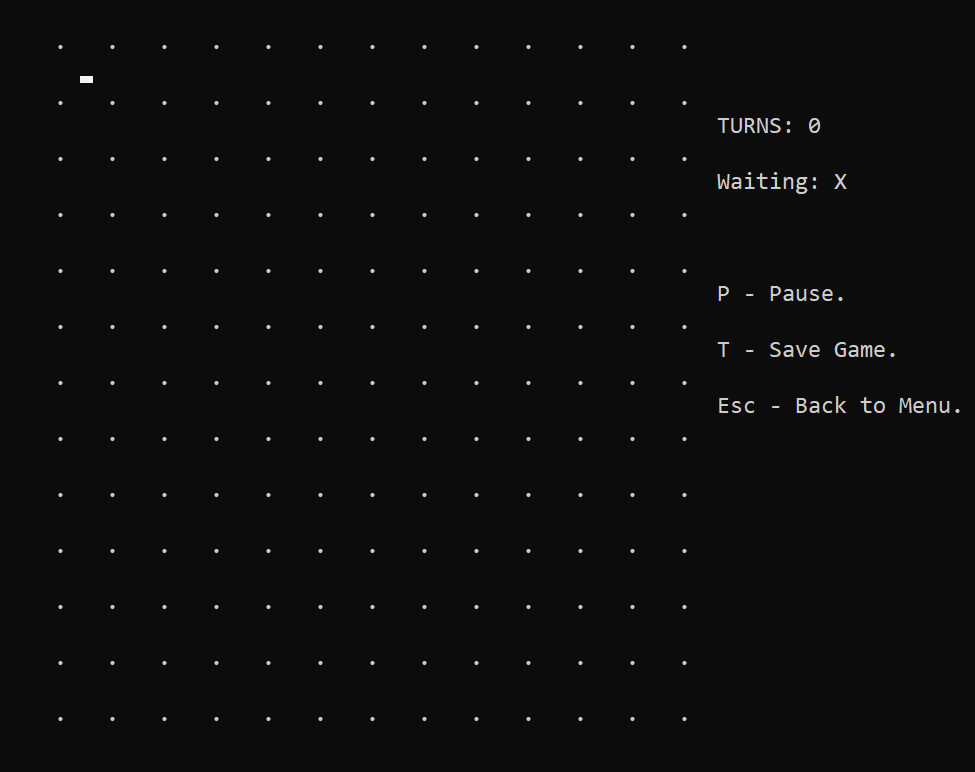 TURNS: 0
Waiting: X
P - Pause.
T - Save Game.
Esc - Back to Menu.